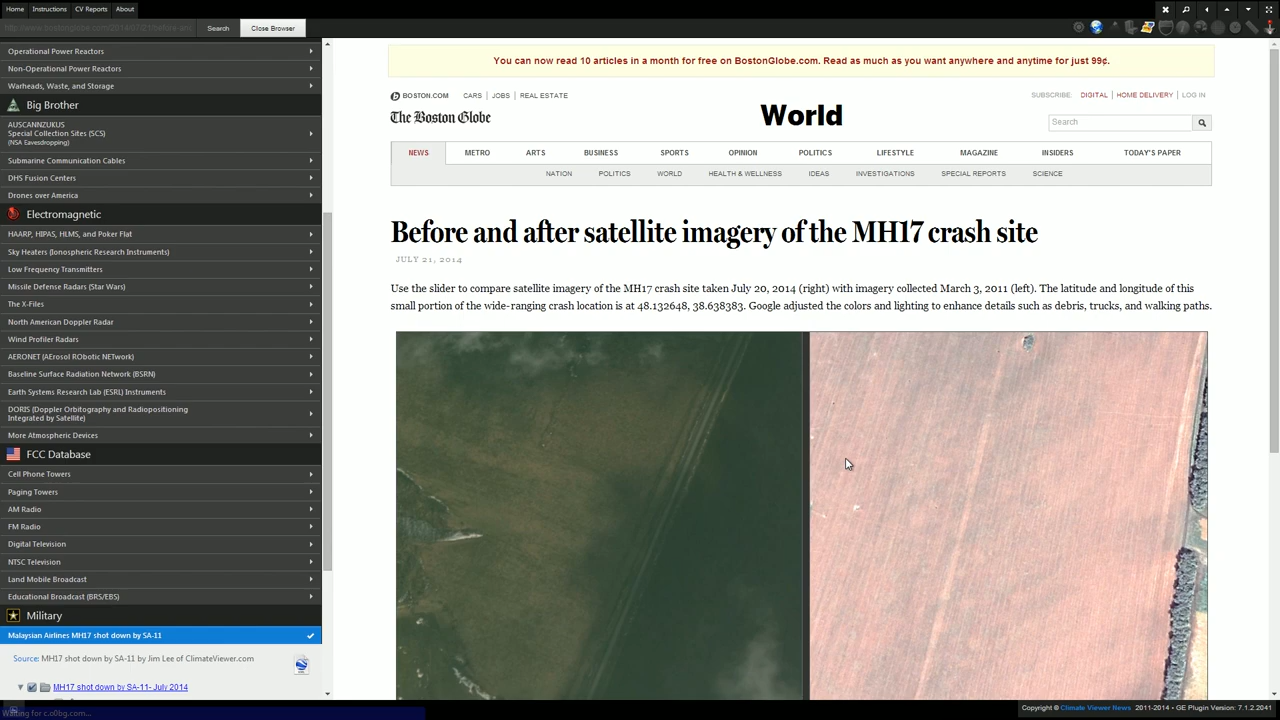 Home Instructions CV Reports About
http://www.bostonglobe.com/2014/07/21/before-and
Search Close Browser
Operational Power Reactors
Non-Operational Power Reactors
Warheads, Waste, and Storage
Big Brother
AUSCANNZUKUS
Special Collection Sites (SCS)
(NSA Eavesdropping)
Submarine Communication Cables
DHS Fusion Centers
Drones over America
Electromagnetic
HAARP, HIPAS, HLMS, and Poker Flat
Sky Heaters (Ionospheric Research Instruments)
Low Frequency Transmitters
Missile Defense Radars (Star Wars)
The X-Files
North American Doppler Radar
Wind Profiler Radars
AERONET (AErosol RObotic NETwork)
Baseline Surface Radiation Network (BSRN)
Earth Systems Research Lab (ESRL) Instruments
DORIS (Doppler Orbitography and Radiopositioning
Integrated by Satellite)
More Atmospheric Devices
FCC Database
Cell Phone Towers
Paging Towers
AM Radio
FM Radio
Digital Television
NTSC Television
Land Mobile Broadcast
Educational Broadcast (BRS/EBS)
Military
Malaysian Airlines MH17 shot down by SA-11
Source: MH17 shot down by SA-11 by Jim Lee of ClimateViewer.com
MH17 shot down by SA-11- July 2014
Waiting for c.o0bg.com...
You can now read 10 articles in a month for free on BostonGlobe.com. Read as much as you want anywhere and anytime for just 99¢.
b BOSTON.COM CARS | JOBS | REAL ESTATE
SUBSCRIBE: DIGITAL | HOME DELIVERY | LOG IN
The Boston Globe
World
Search
NEWS METRO ARTS BUSINESS SPORTS OPINION POLITICS LIFESTYLE MAGAZINE INSIDERS TODAY'S PAPER
NATION POLITICS WORLD HEALTH & WELLNESS IDEAS INVESTIGATIONS SPECIAL REPORTS SCIENCE
Before and after satellite imagery of the MH17 crash site
JULY 21, 2014
Use the slider to compare satellite imagery of the MH17 crash site taken July 20, 2014 (right) with imagery collected March 3, 2011 (left). The latitude and longitude of this
small portion of the wide-ranging crash location is at 48.132648, 38.638383. Google adjusted the colors and lighting to enhance details such as debris, trucks, and walking paths.
Copyright © Climate Viewer News 2011-2014 • GE Plugin Version: 7.1.2.2041